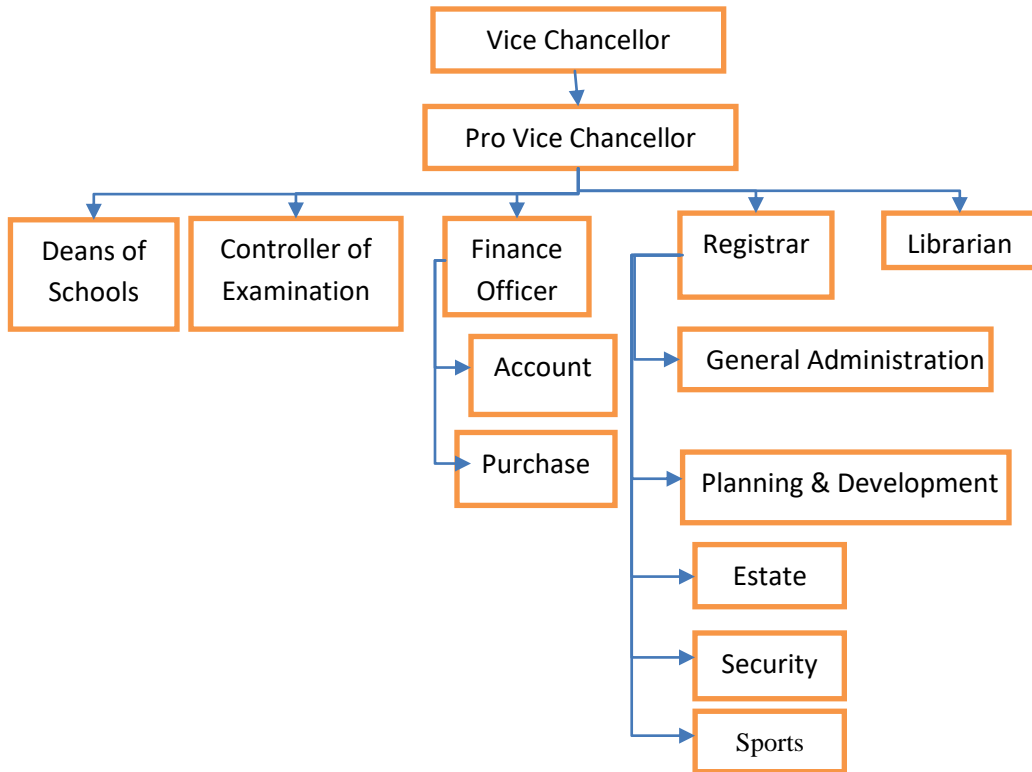 Vice Chancellor
Pro Vice Chancellor
Deans of
Schools
Controller of
Examination
Finance
Officer
Registrar
Librarian
Account
General Administration
Purchase
Planning & Development
Estate
Security
Sports